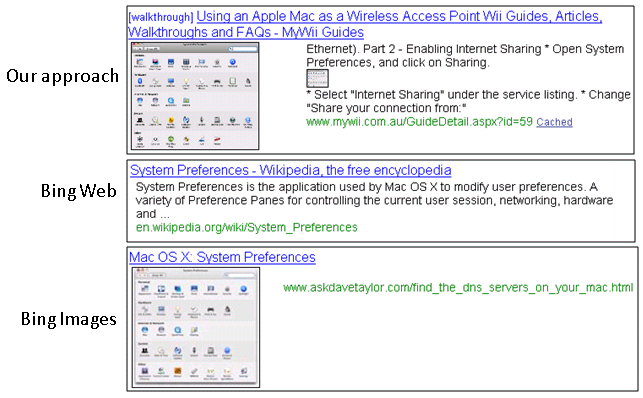 [walkthrough] Using an Apple Mac as a Wireless Access Point Wii Guides, Articles,
Walkthroughs and FAQs - MyWii Guides
Our approach
Ethernet). Part 2 - Enabling Internet Sharing * Open System
Preferences, and click on Sharing.
* Select "Internet Sharing" under the service listing. * Change
"Share your connection from:"
www.mywii.com.au/GuideDetail.aspx?id=59 Cached
Bing Web
System Preferences - Wikipedia, the free encyclopedia
System Preferences is the application used by Mac OS X to modify user preferences. A
variety of Preference Panes for controlling the current user session, networking, hardware
and ...
en.wikipedia.org/wiki/System_Preferences
Bing Images
Mac OS X: System Preferences
www.askdavetaylor.com/find_the_dns_servers_on_your_mac.html